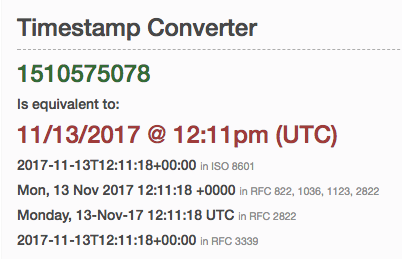 Timestamp Converter
1510575078
Is equivalent to:
11/13/2017 @ 12:11pm (UTC)
2017-11-13T12:11:18+00:00 in ISO 8601
Mon, 13 Nov 2017 12:11:18 +0000 in RFC 822, 1036, 1123, 2822
Monday, 13-Nov-17 12:11:18 UTC in RFC 2822
2017-11-13T12:11:18+00:00 in RFC 3339